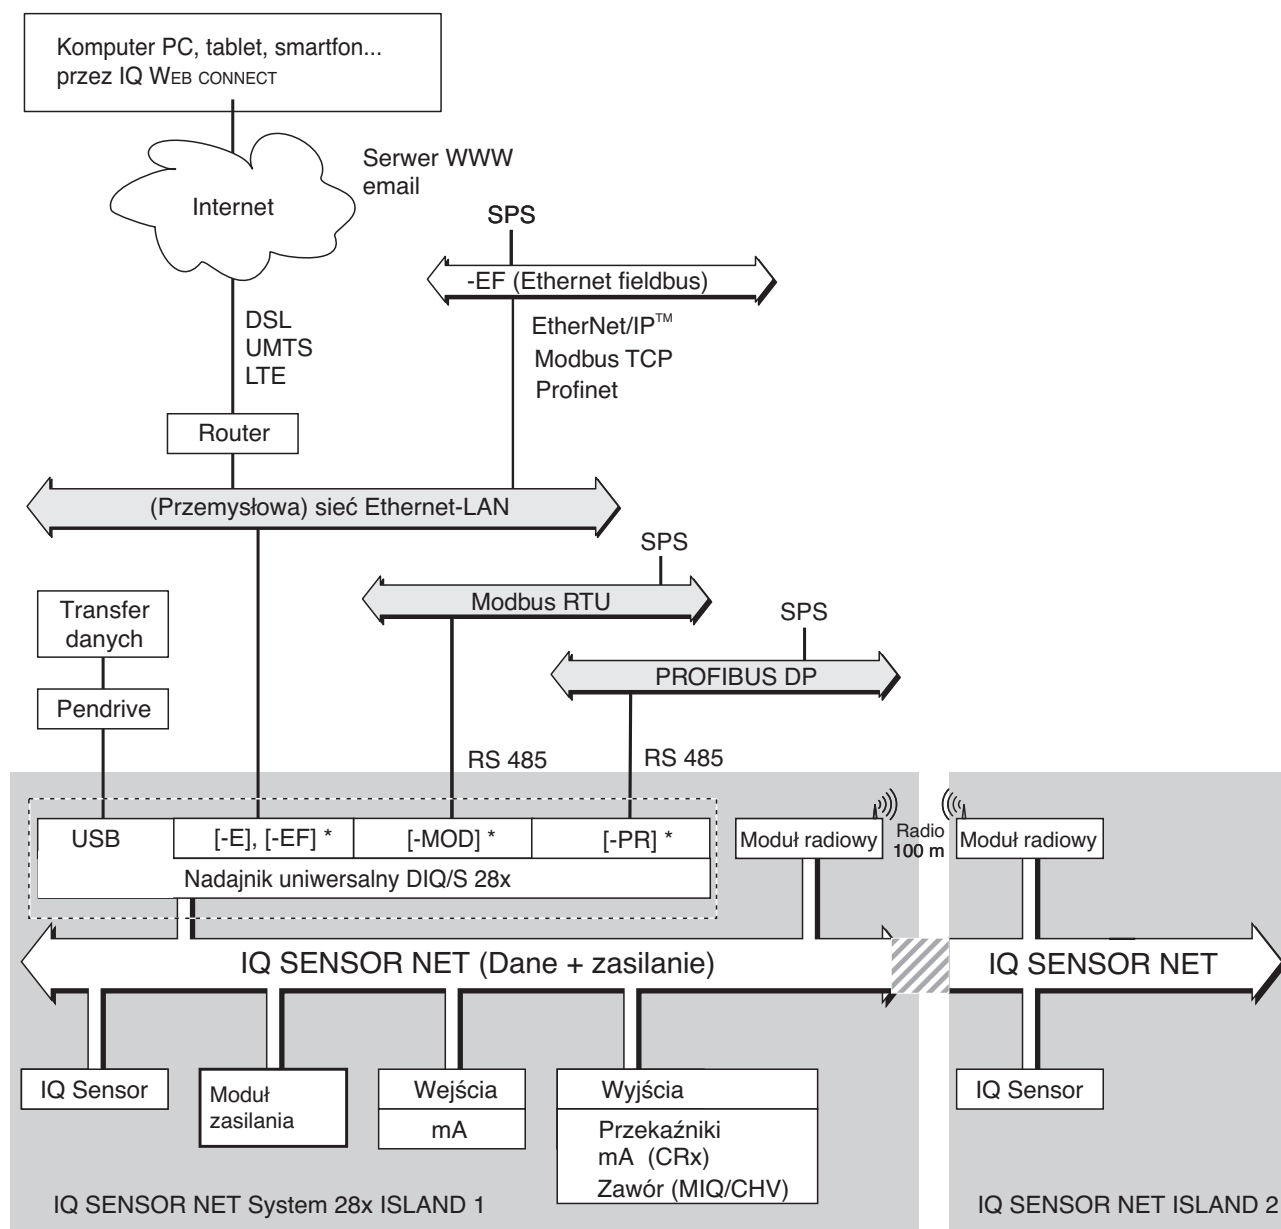 Komputer PC, tablet, smartfon...
przez IQ WEB CONNECT
Serwer WWW
email
Internet
SPS
-EF (Ethernet fieldbus)
DSL
UMTS
LTE
EtherNet/IP™
Modbus TCP
Profinet
Router
(Przemysłowa) sieć Ethernet-LAN
SPS
Modbus RTU
Transfer
danych
SPS
PROFIBUS DP
Pendrive
RS 485
RS 485
USB
[-E], [-EF] *
[-MOD] *
[-PR] *
Nadajnik uniwersalny DIQ/S 28x
Moduł radiowy
Radio
100 m
Moduł radiowy
IQ SENSOR NET (Dane + zasilanie)
IQ SENSOR NET
IQ Sensor
Moduł
zasilania
Wejścia
mA
Wyjścia
Przekaźniki
mA (CRx)
Zawór (MIQ/CHV)
IQ Sensor
IQ SENSOR NET System 28x ISLAND 1
IQ SENSOR NET ISLAND 2